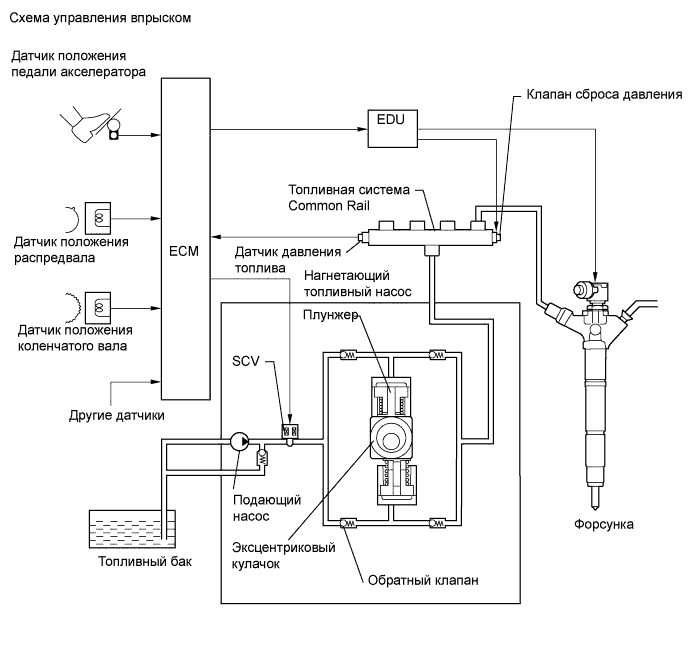 Схема управления впрыском
Датчик положения
педали акселератора
EDU
Клапан сброса давления
Топливная система
Common Rail
Датчик положения
распредвала
ECM
Датчик давления
топлива
Нагнетающий
топливный насос
Плунжер
Датчик положения
коленчатого вала
SCV
Другие датчики
Подающий
насос
Форсунка
Эксцентриковый
кулачок
Топливный бак
Обратный клапан